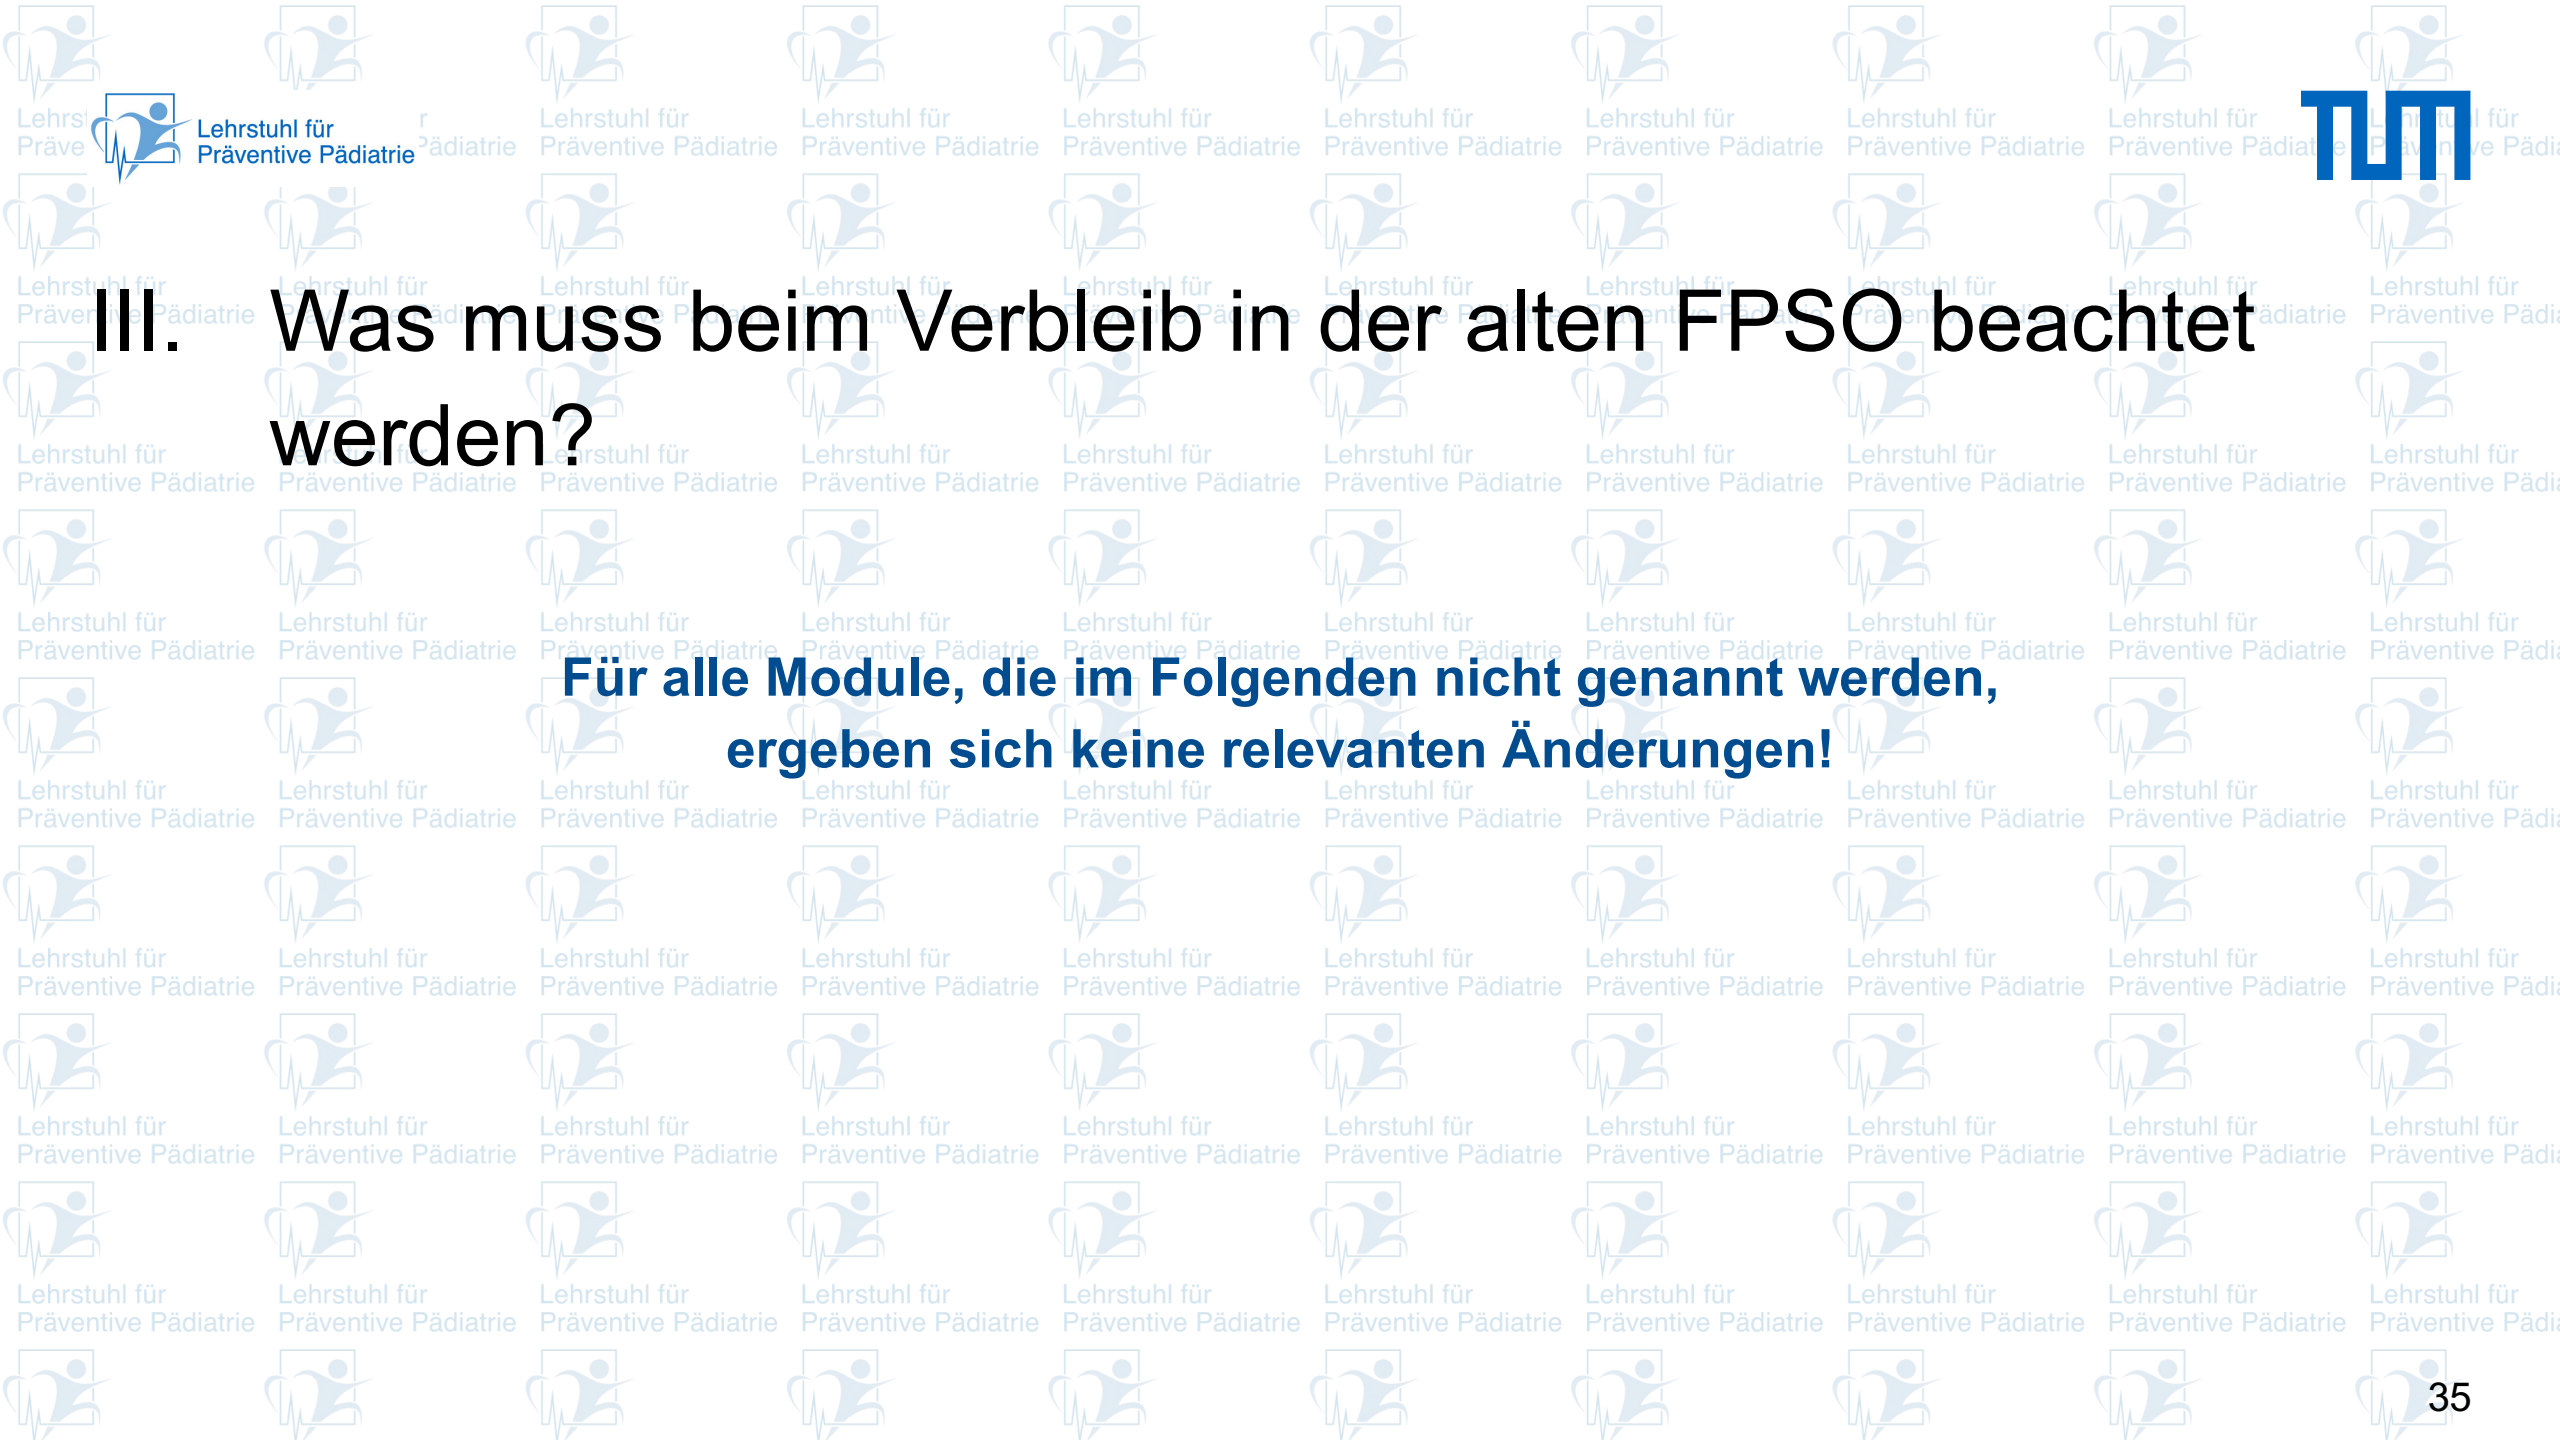 Lehrstuhl für
Präventive Pädiatrie
TUM
III. Was muss beim Verbleib in der alten FPSO beachtet
werden?
Für alle Module, die im Folgenden nicht genannt werden,
ergeben sich keine relevanten Änderungen!
35